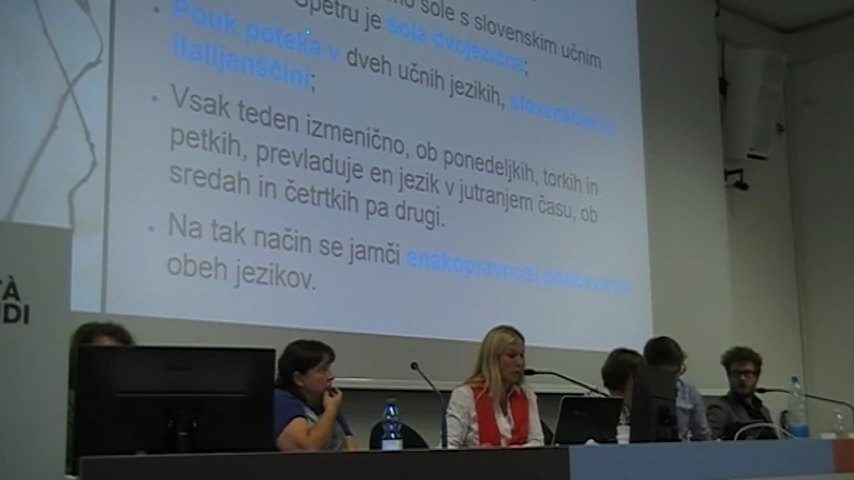 šole s slovenskim učnim
Špetru je šola dvojezična;
• Pouk poteka v dveh učnih jezikih, slovenščini in
italijanščini;
• Vsak teden izmenično, ob ponedeljkih, torkih in
petkih, prevladuje en jezik v jutranjem času, ob
sredah in četrtkih pa drugi.
• Na tak način se jamči enakopravnost poučevanja
obeh jezikov.